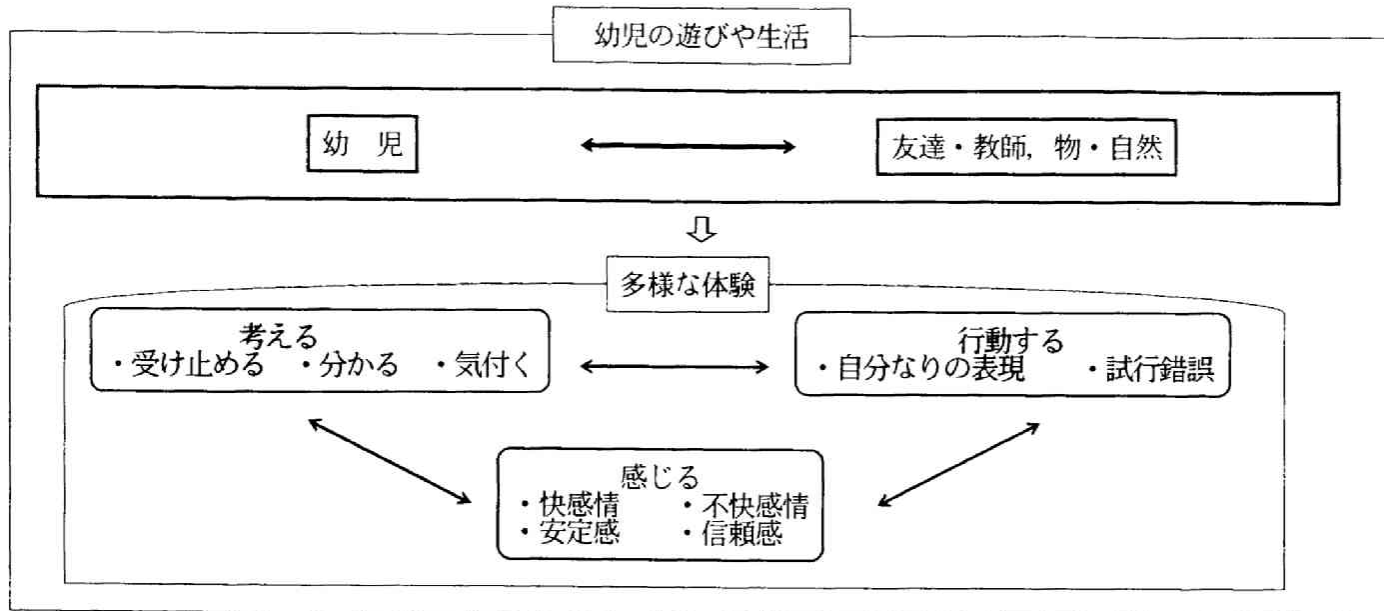 幼児の遊びや生活
幼　児
友達・教師，物・自然
多様な体験
考える
・受け止める　・分かる　・気付く
行動する
・自分なりの表現　・試行錯誤
感じる
・快感情　・不快感情
・安定感　・信頼感